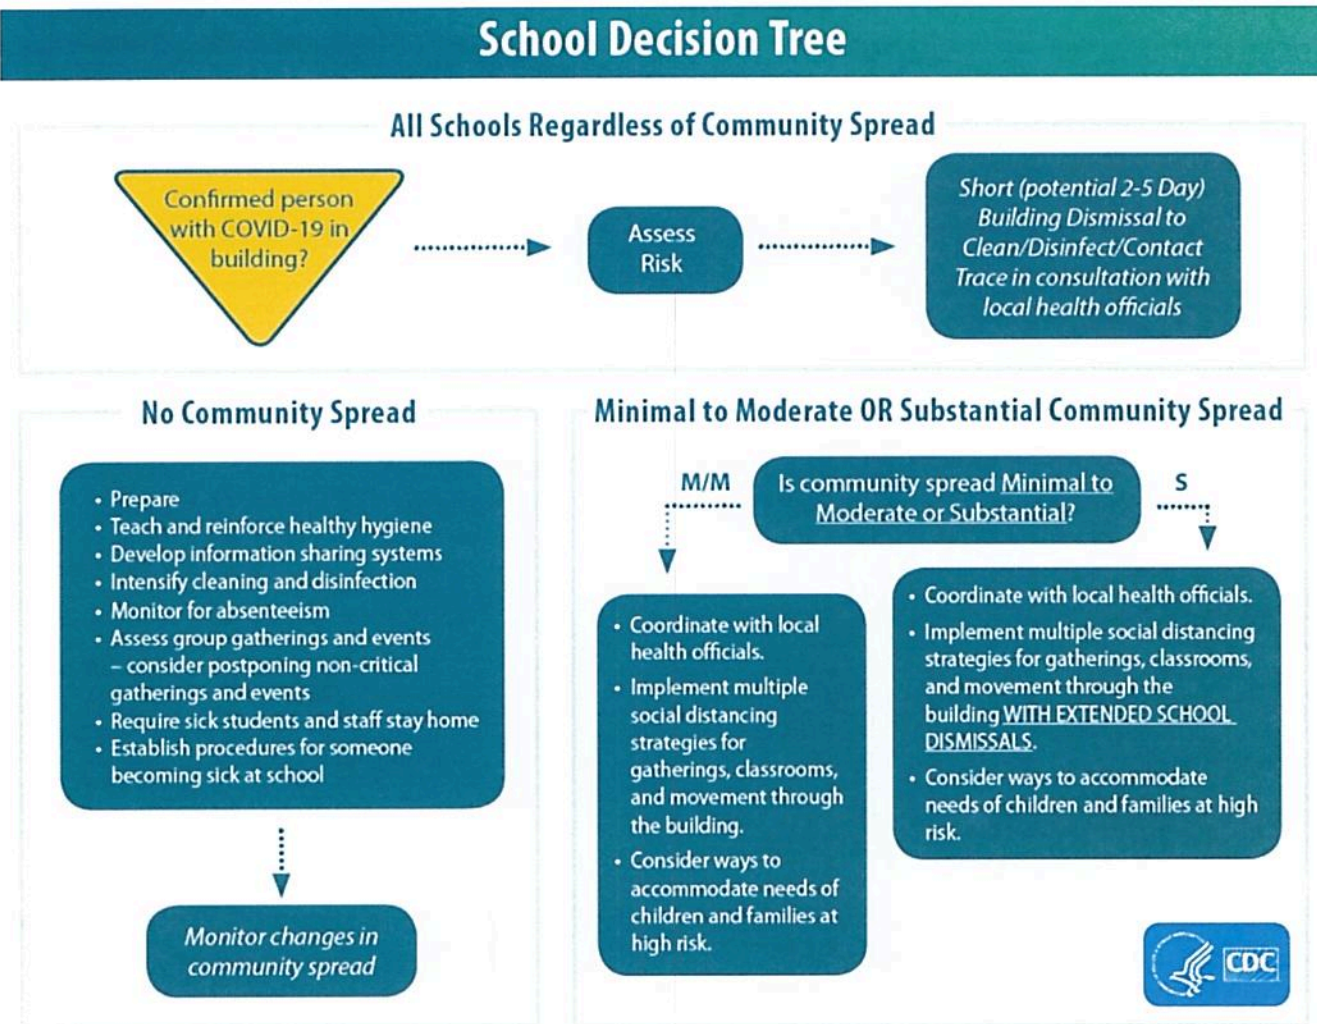 School Decision Tree
All Schools Regardless of Community Spread
Confirmed person
with COVID-19 in
building?
Assess
Risk
Short (potential 2-5 Day)
Building Dismissal to
Clean/Disinfect/Contact
Trace in consultation with
local health officials
No Community Spread
• Prepare
• Teach and reinforce healthy hygiene
• Develop information sharing systems
• Intensify cleaning and disinfection
• Monitor for absenteeism
• Assess group gatherings and events
– consider postponing non-critical
gatherings and events
• Require sick students and staff stay home
• Establish procedures for someone
becoming sick at school
Monitor changes in
community spread
Minimal to Moderate OR Substantial Community Spread
M/M
Is community spread Minimal to
Moderate or Substantial?
S
• Coordinate with local
health officials.
• Implement multiple
social distancing
strategies for
gatherings, classrooms,
and movement through
the building.
• Consider ways to
accommodate needs of
children and families at
high risk.
• Coordinate with local health officials.
• Implement multiple social distancing
strategies for gatherings, classrooms,
and movement through the
building WITH EXTENDED SCHOOL
DISMISSALS.
• Consider ways to accommodate
needs of children and families at high
risk.
CDC